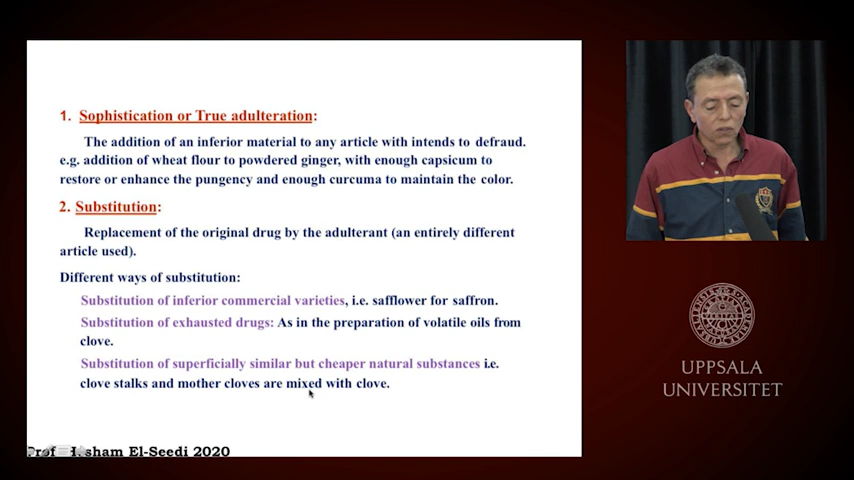 1. Sophistication or True adulteration:
The addition of an inferior material to any article with intends to defraud.
e.g. addition of wheat flour to powdered ginger, with enough capsicum to
restore or enhance the pungency and enough curcuma to maintain the color.
2. Substitution:
Replacement of the original drug by the adulterant (an entirely different
article used).
Different ways of substitution:
Substitution of inferior commercial varieties, i.e. safflower for saffron.
Substitution of exhausted drugs: As in the preparation of volatile oils from
clove.
Substitution of superficially similar but cheaper natural substances i.e.
clove stalks and mother cloves are mixed with clove.
El-Seedi 2020
UPPSALA
UNIVERSITET